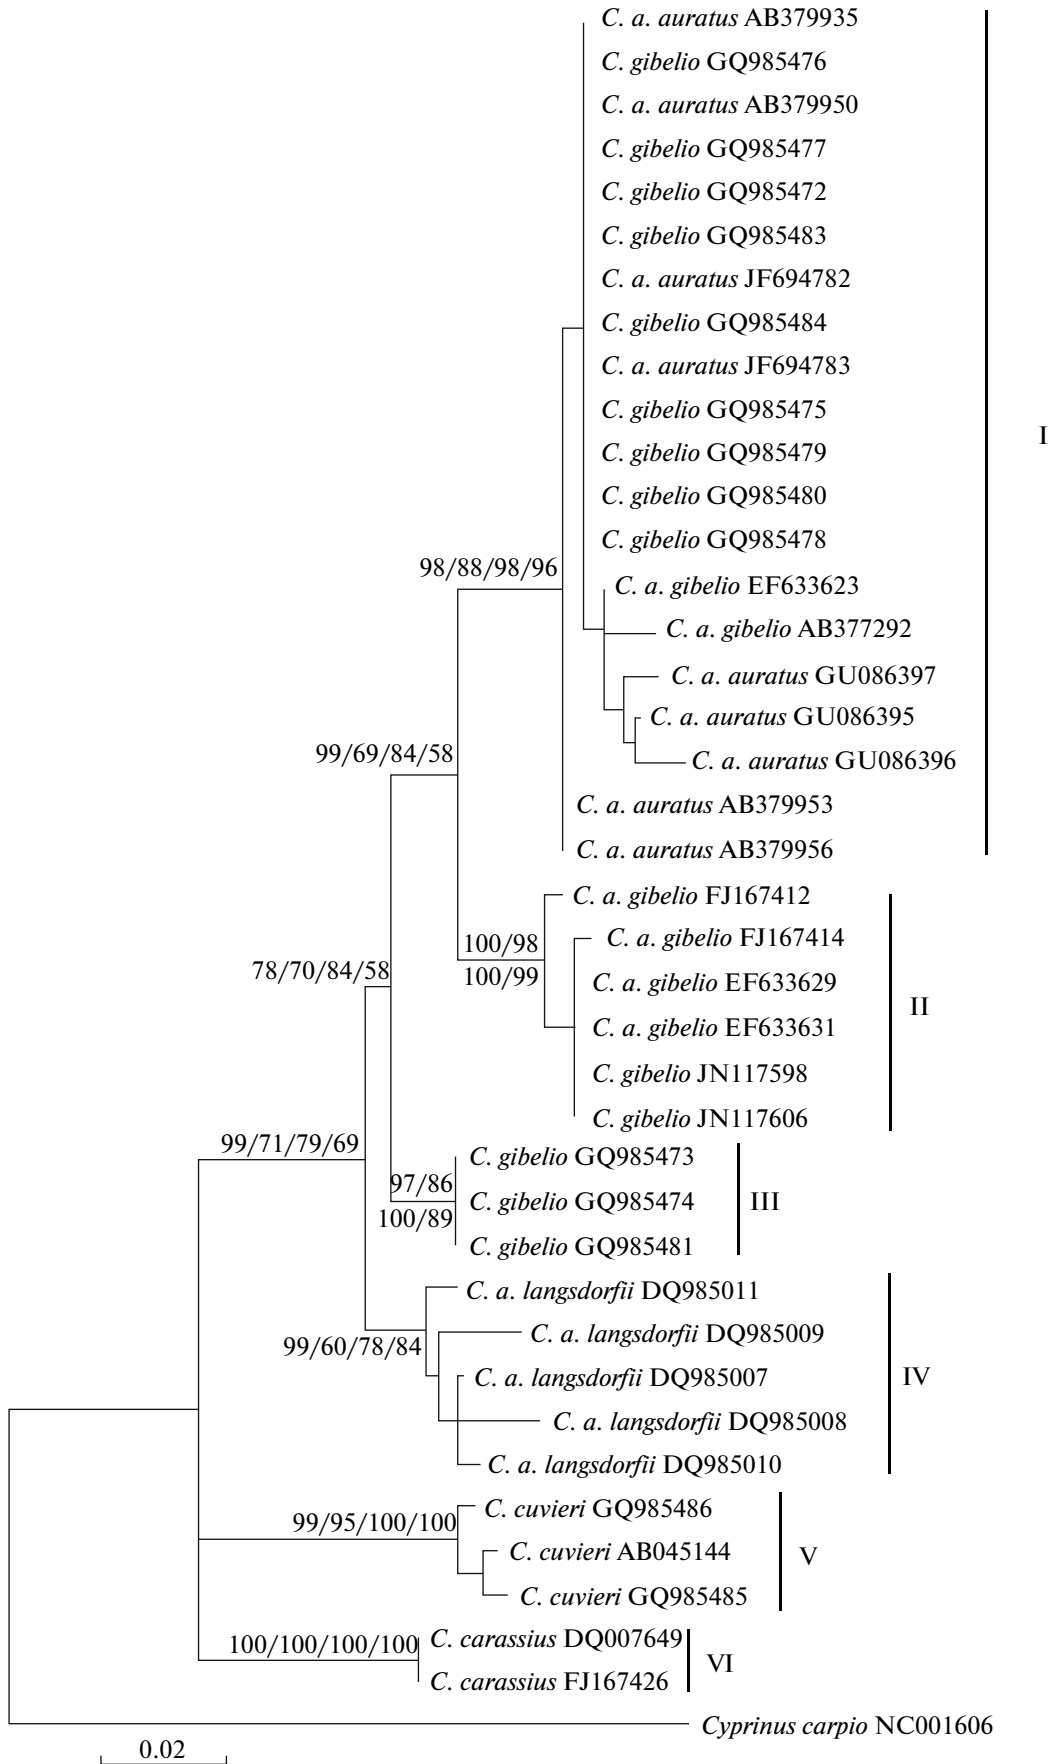 C. a. auratus AB379935
C. gibelio GQ985476
C. a. auratus AB379950
C. gibelio GQ985477
C. gibelio GQ985472
C. gibelio GQ985483
C. a. auratus JF694782
C. gibelio GQ985484
C. a. auratus JF694783
C. gibelio GQ985475
I
C. gibelio GQ985479
C. gibelio GQ985480
C. gibelio GQ985478
98/88/98/96
C. a. gibelio EF633623
C. a. gibelio AB377292
C. a. auratus GU086397
C. a. auratus GU086395
99/69/84/58
C. a. auratus GU086396
C. a. auratus AB379953
C. a. auratus AB379956
C. a. gibelio FJ167412
100/98
C. a. gibelio FJ167414
78/70/84/58
100/99
C. a. gibelio EF633629
II
C. a. gibelio EF633631
C. gibelio JN117598
C. gibelio JN117606
99/71/79/69
C. gibelio GQ985473
97/86
C. gibelio GQ985474
III
100/89
C. gibelio GQ985481
C. a. langsdorfii DQ985011
C. a. langsdorfii DQ985009
99/60/78/84
C. a. langsdorfii DQ985007
IV
C. a. langsdorfii DQ985008
C. a. langsdorfii DQ985010
C. cuvieri GQ985486
99/95/100/100
C. cuvieri AB045144
V
C. cuvieri GQ985485
100/100/100/100
C. carassius DQ007649
VI
C. carassius FJ167426
Cyprinus carpio NC001606
0.02